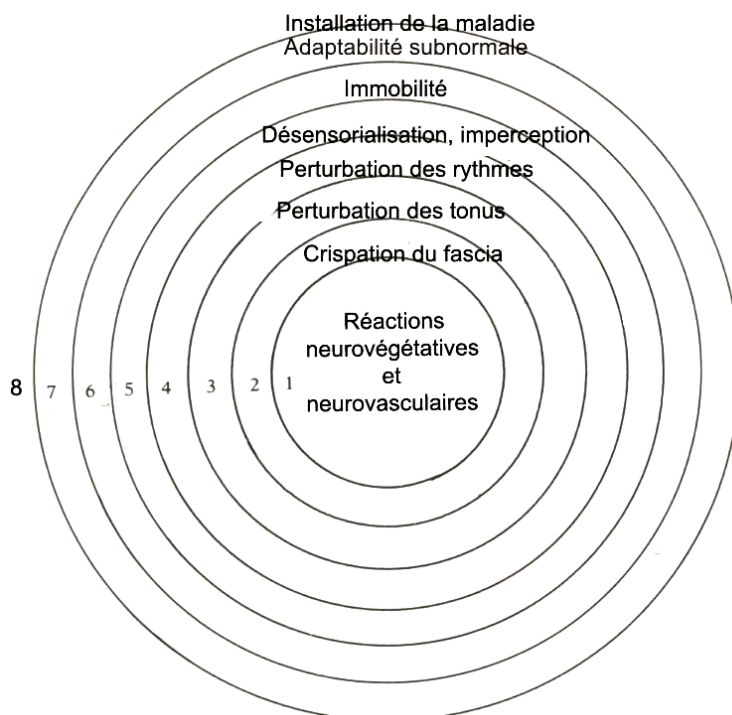 Installation de la maladie
Adaptabilité subnormale
Immobilité
Désensorialisation, imperception
Perturbation des rythmes
Perturbation des tonus
Crispation du fascia
Réactions
neurovégétatives
et
neurovasculaires
8 7 6 5 4 3 2 1